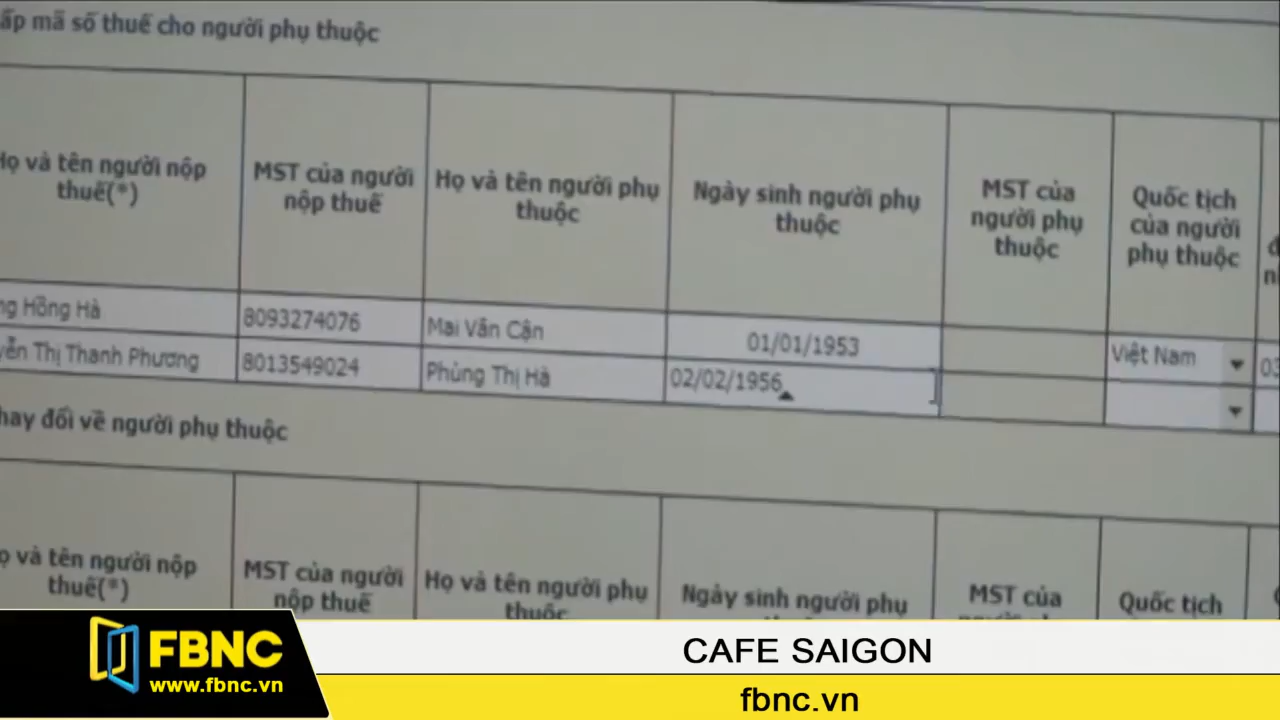 ấp mã số thuế cho người phụ thuộc
Họ và tên người nộp
thuế(*)
MST của người
nộp thuế
Họ và tên người phụ
thuộc
Ngày sinh người phụ
thuộc
MST của
người phụ
thuộc
Quốc tịch
của người
phụ thuộc
ng Hồng Hà
8093274076
Mai Văn Cận
01/01/1953
Việt Nam
03
yễn Thị Thanh Phương
8013549024
Phùng Thị Hà
02/02/1956
hay đổi về người phụ thuộc
ọ và tên người nộp
thuế(*)
MST của người
nộp thuế
Họ và tên người phụ
thuộc
Ngày sinh người phụ
MST của
Quốc tịch
FBNC
www.fbnc.vn
CAFE SAIGON
fbnc.vn